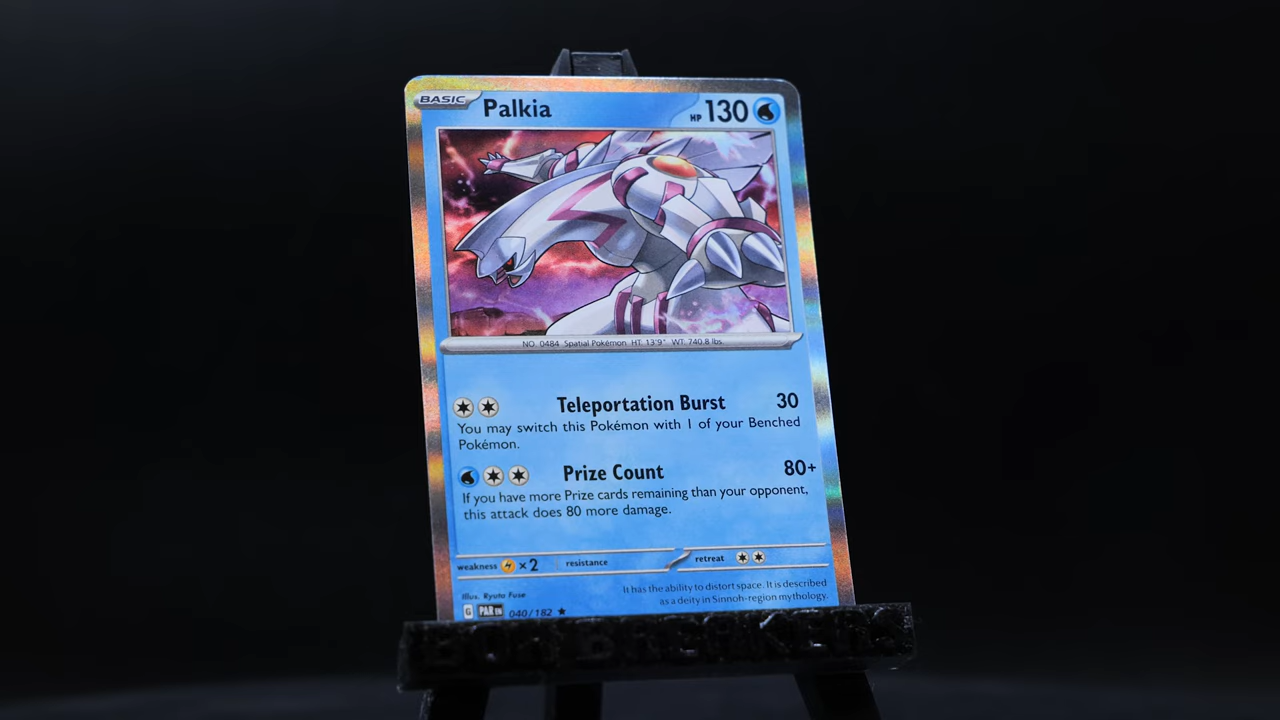 BASIC Palkia HP 130
NO. 0484 Spatial Pokémon HT: 13'9" WT: 740.8 lbs
Teleportation Burst 30
You may switch this Pokémon with 1 of your Benched
Pokémon.
Prize Count 80+
If you have more Prize cards remaining than your opponent,
this attack does 80 more damage.
weakness ×2 resistance retreat
Illus. Ryuta Fuse
It has the ability to distort space. It is described
as a deity in Sinnoh-region mythology.
G PAR EN 040/182 ★
BOX BREAKERS